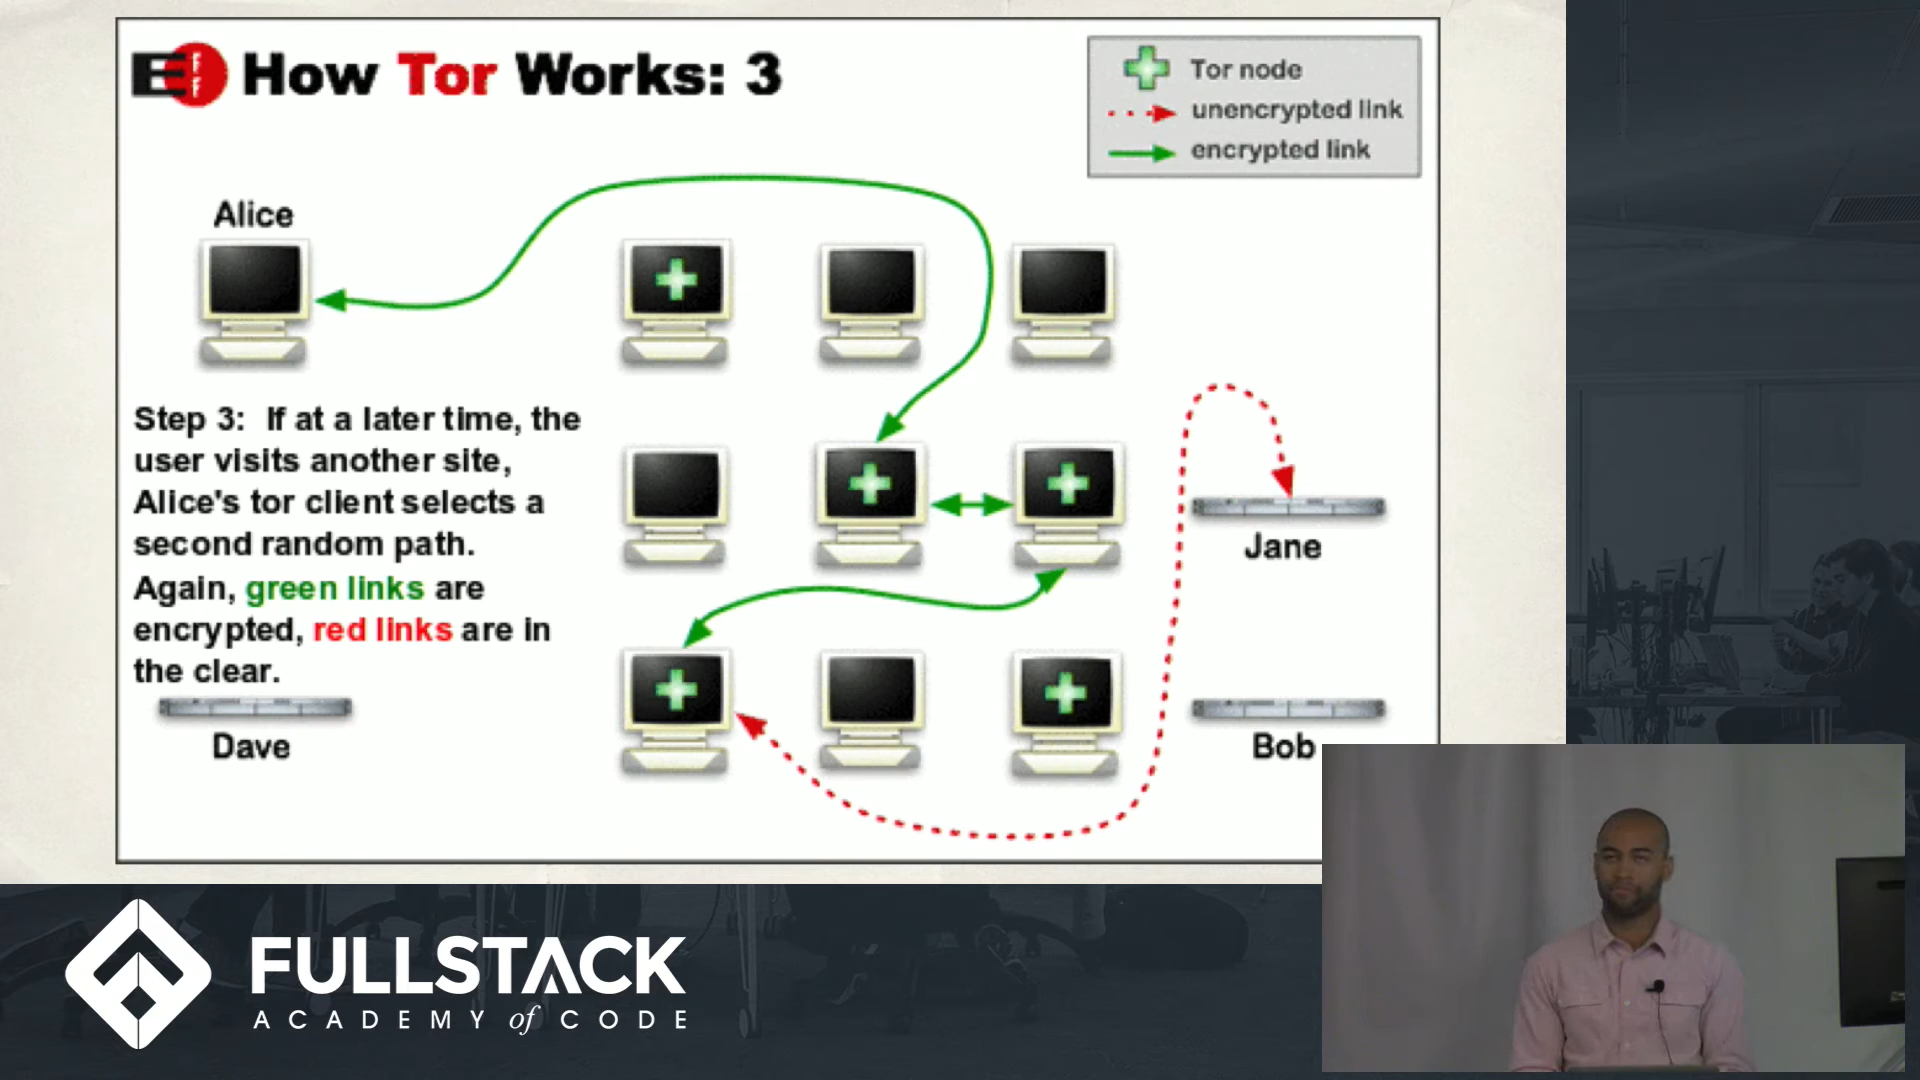 EFF How Tor Works: 3
Tor node
unencrypted link
encrypted link
Alice
Step 3: If at a later time, the
user visits another site,
Alice's tor client selects a
second random path.
Again, green links are
encrypted, red links are in
the clear.
Jane
Dave
Bob
FULLSTACK
ACADEMY of CODE